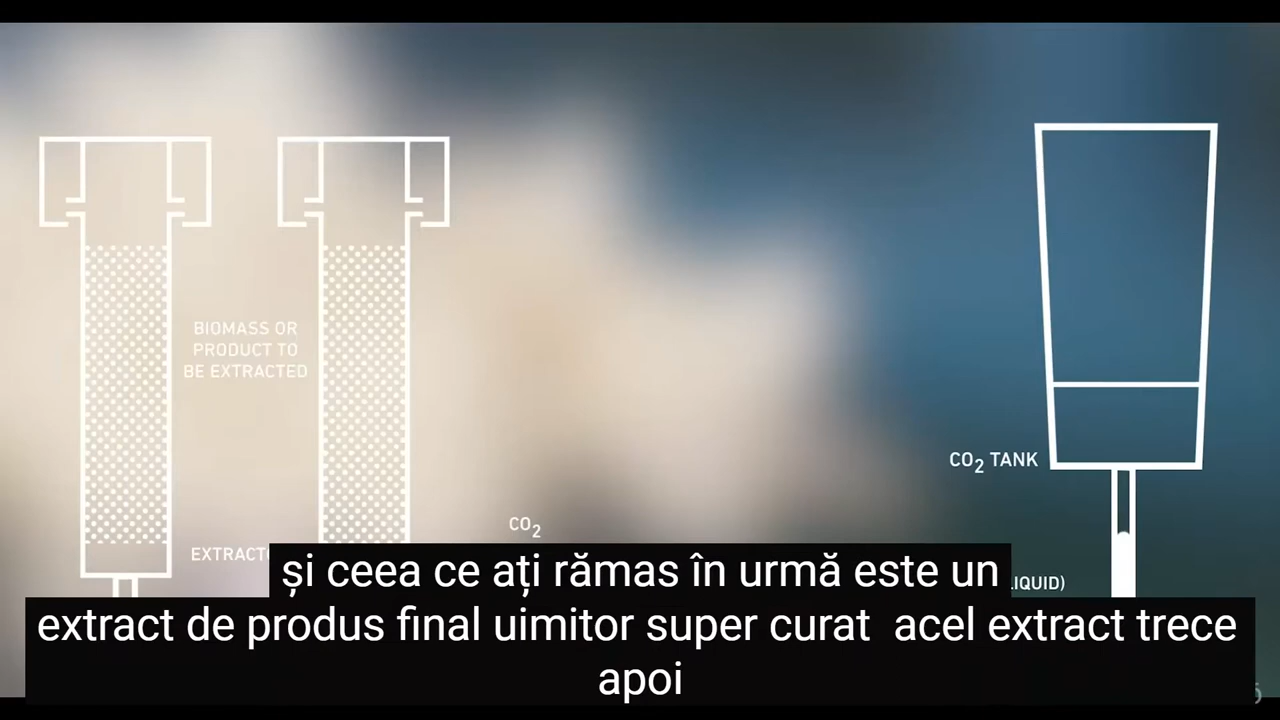 BIOMASS OR
PRODUCT TO
BE EXTRACTED
CO2 TANK
CO2
și ceea ce ați rămas în urmă este un
extract de produs final uimitor super curat acel extract trece
apoi